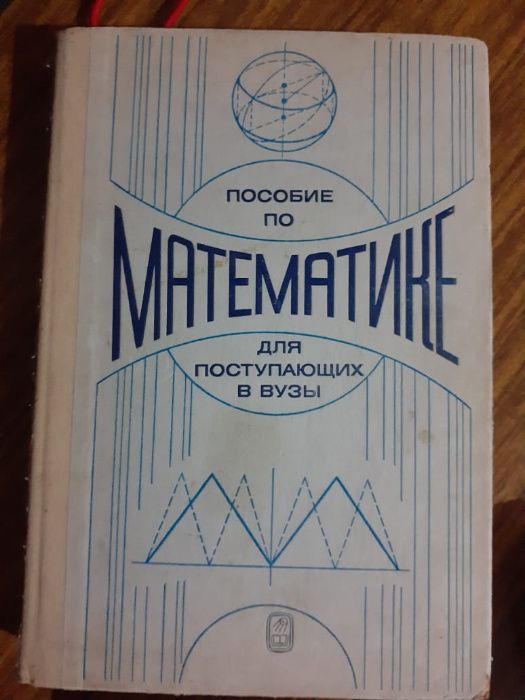 ПОСОБИЕ
ПО
МАТЕМАТИКЕ
ДЛЯ
ПОСТУПАЮЩИХ
В ВУЗЫ